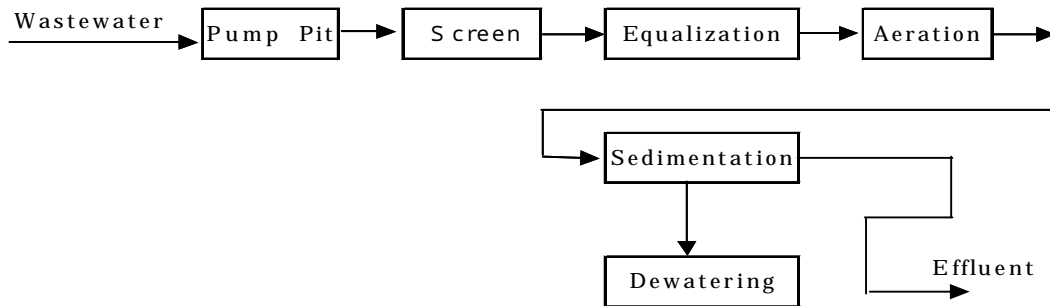 Wastewater
Pump Pit
Screen
Equalization
Aeration
Sedimentation
Dewatering
Effluent